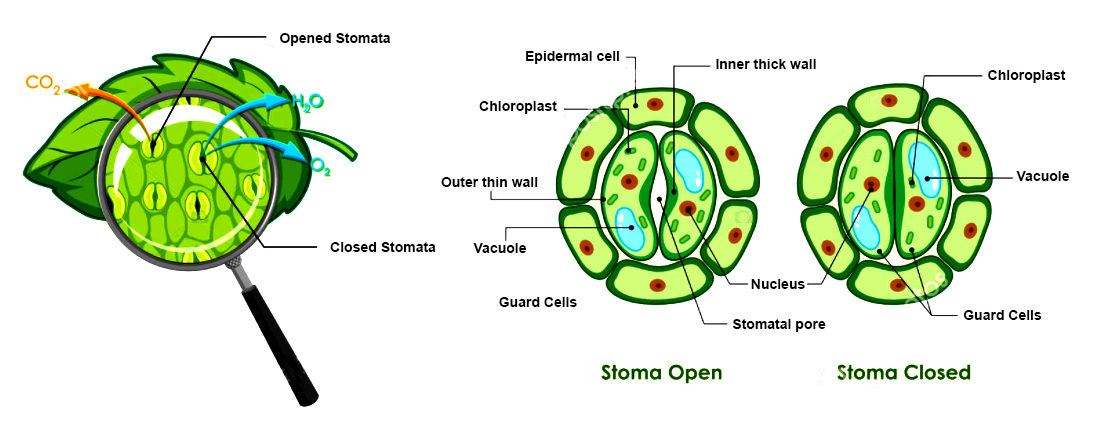 Opened Stomata
CO2
H2O
O2
Closed Stomata
Epidermal cell
Inner thick wall
Chloroplast
Outer thin wall
Vacuole
Guard Cells
Nucleus
Stomatal pore
Stoma Open
Chloroplast
Vacuole
Guard Cells
Stoma Closed